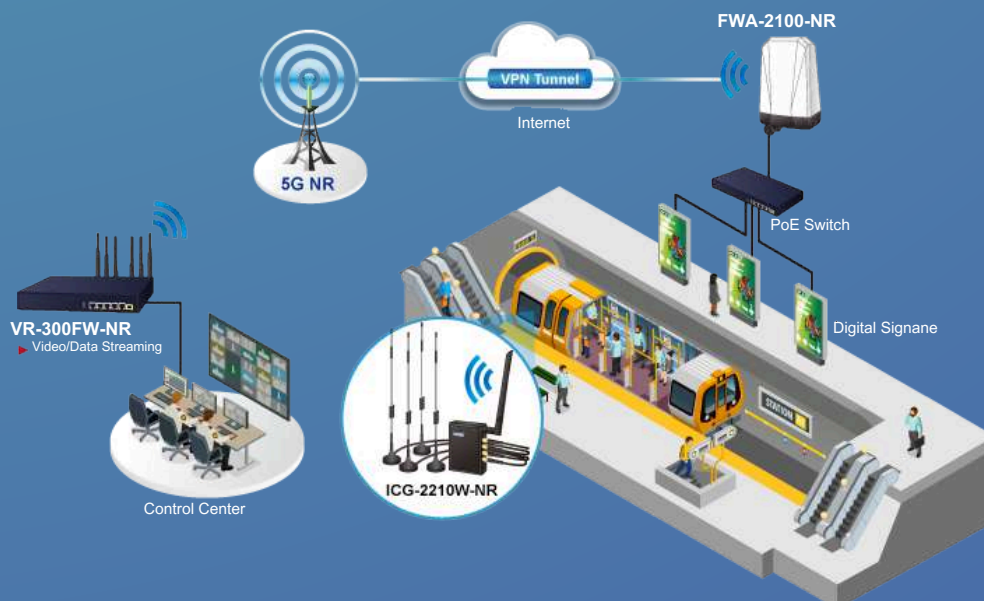 FWA-2100-NR
VPN Tunnel
Internet
5G NR
PoE Switch
VR-300FW-NR
Video/Data Streaming
Digital Signane
STATION
ICG-2210W-NR
Control Center